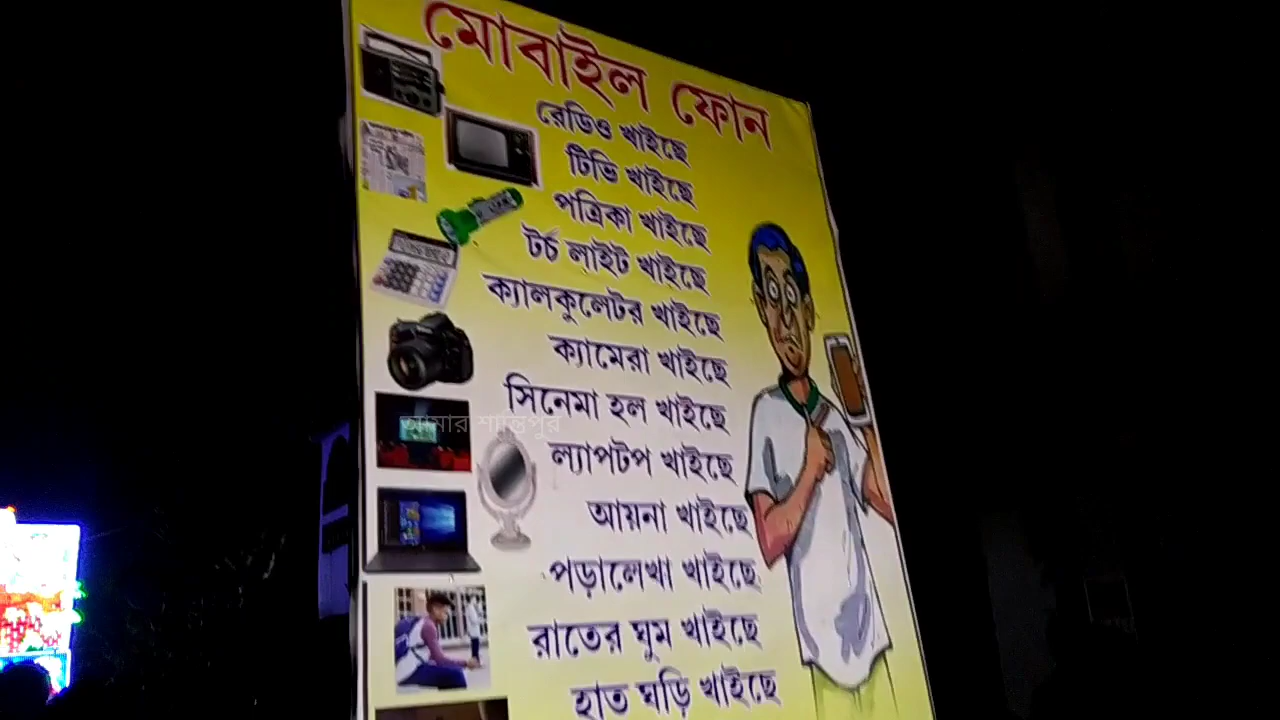 মোবাইল ফোন
রেডিও খাইছে
টিভি খাইছে
পত্রিকা খাইছে
টর্চ লাইট খাইছে
ক্যালকুলেটর খাইছে
ক্যামেরা খাইছে
সিনেমা হল খাইছে
আমার শান্তিপুর
ল্যাপটপ খাইছে
আয়না খাইছে
পড়ালেখা খাইছে
রাতের ঘুম খাইছে
হাত ঘড়ি খাইছে